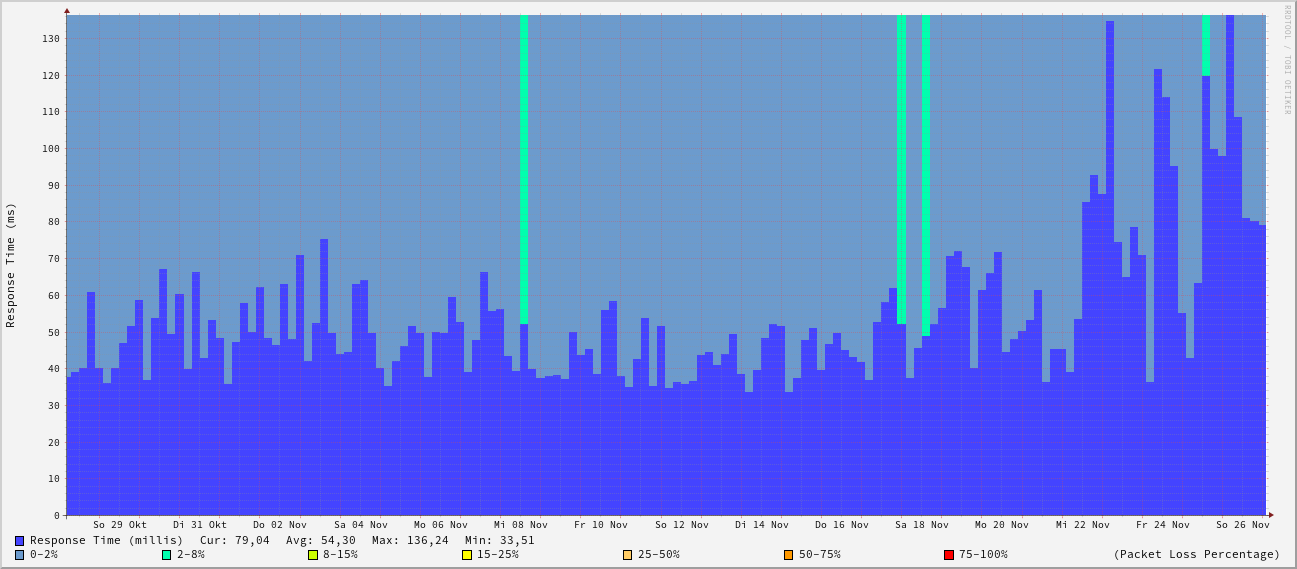 RRDTOOL / TOBI OETIKER
Response Time (ms)
130
120
110
100
90
80
70
60
50
40
30
20
10
0
So 29 Okt Di 31 Okt Do 02 Nov Sa 04 Nov Mo 06 Nov Mi 08 Nov Fr 10 Nov So 12 Nov Di 14 Nov Do 16 Nov Sa 18 Nov Mo 20 Nov Mi 22 Nov Fr 24 Nov So 26 Nov
Response Time (millis) Cur: 79,04 Avg: 54,30 Max: 136,24 Min: 33,51
0-2% 2-8% 8-15% 15-25% 25-50% 50-75% 75-100% (Packet Loss Percentage)